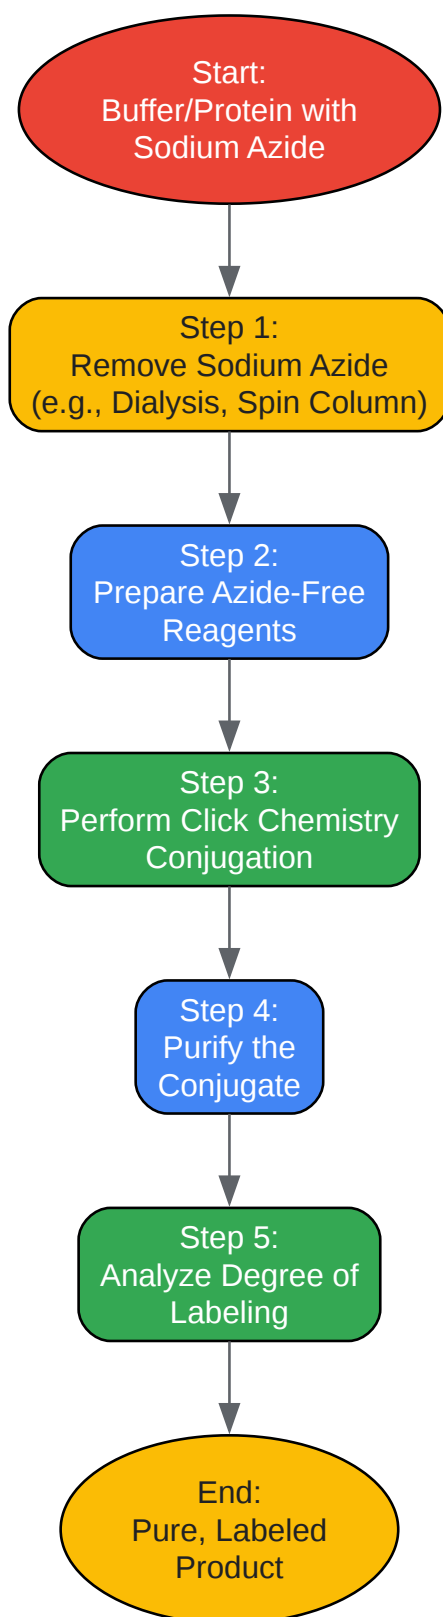 Start:
Buffer/Protein with
Sodium Azide
Step 1:
Remove Sodium Azide
(e.g., Dialysis, Spin Column)
Step 2:
Prepare Azide-Free
Reagents
Step 3:
Perform Click Chemistry
Conjugation
Step 4:
Purify the
Conjugate
Step 5:
Analyze Degree of
Labeling
End:
Pure, Labeled
Product